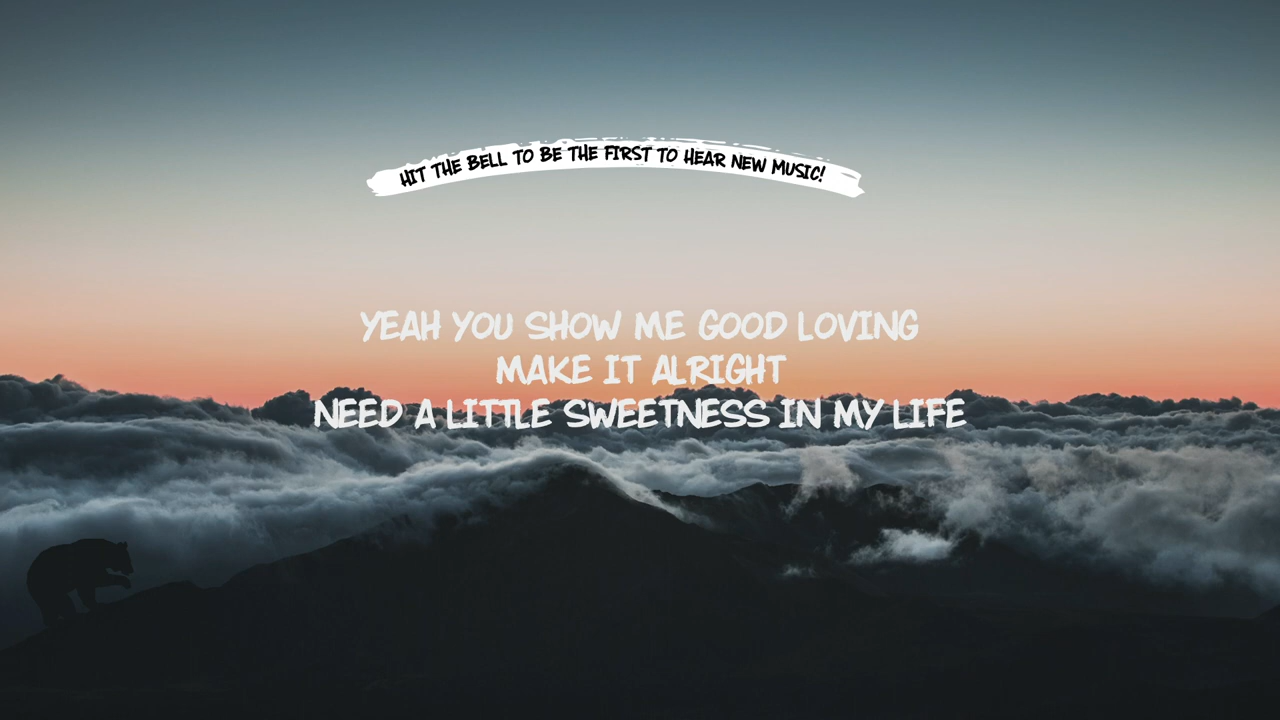 HIT THE BELL TO BE THE FIRST TO HEAR NEW MUSIC!
YEAH YOU SHOW ME GOOD LOVING
MAKE IT ALRIGHT
NEED A LITTLE SWEETNESS IN MY LIFE